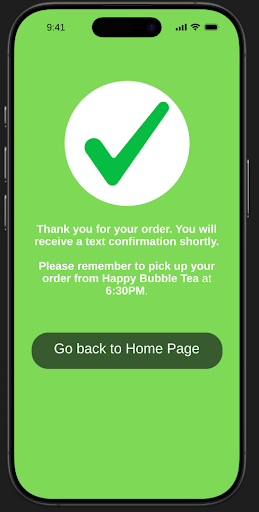 9:41
Thank you for your order. You will
receive a text confirmation shortly.
Please remember to pick up your
order from Happy Bubble Tea at
6:30PM.
Go back to Home Page